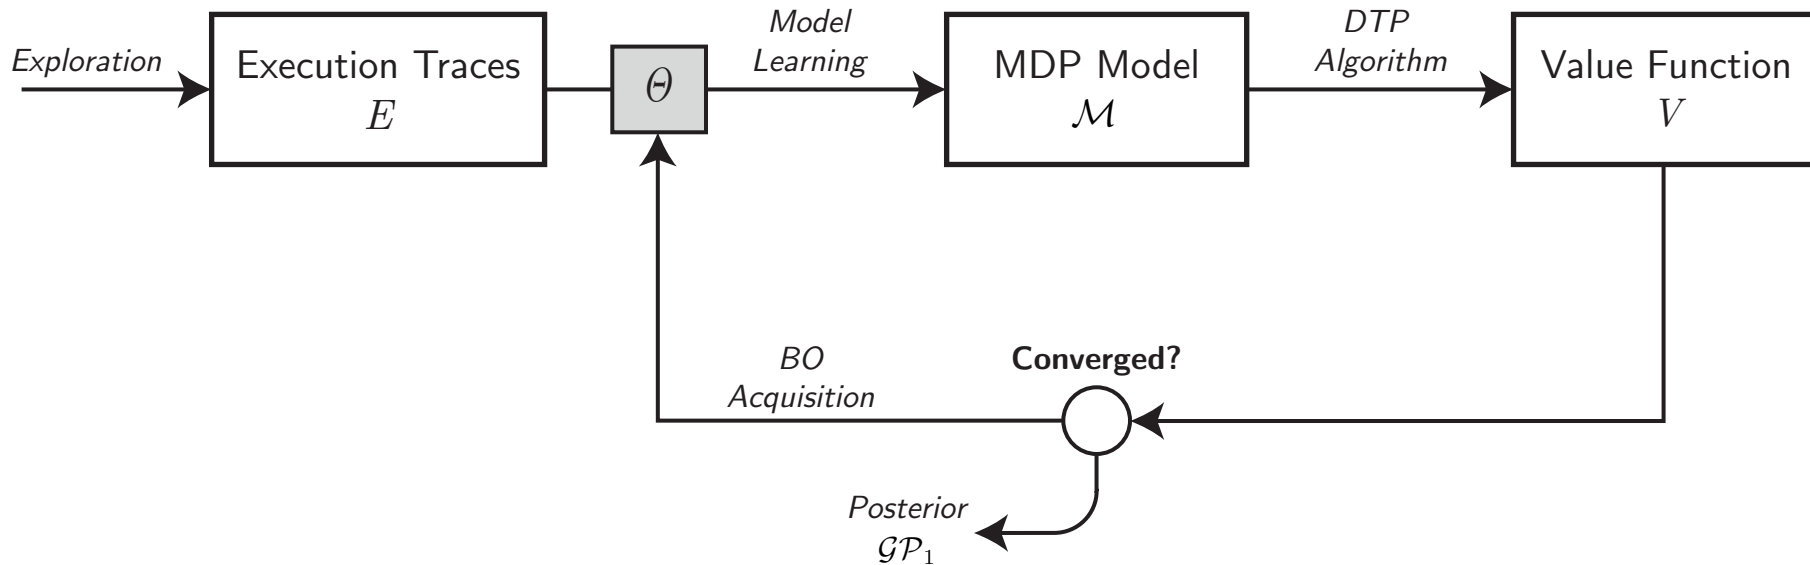 Exploration
Execution Traces
E
Θ
Model
Learning
MDP Model
ℳ
DTP
Algorithm
Value Function
V
BO
Acquisition
Converged?
Posterior
𝒢𝒫₁